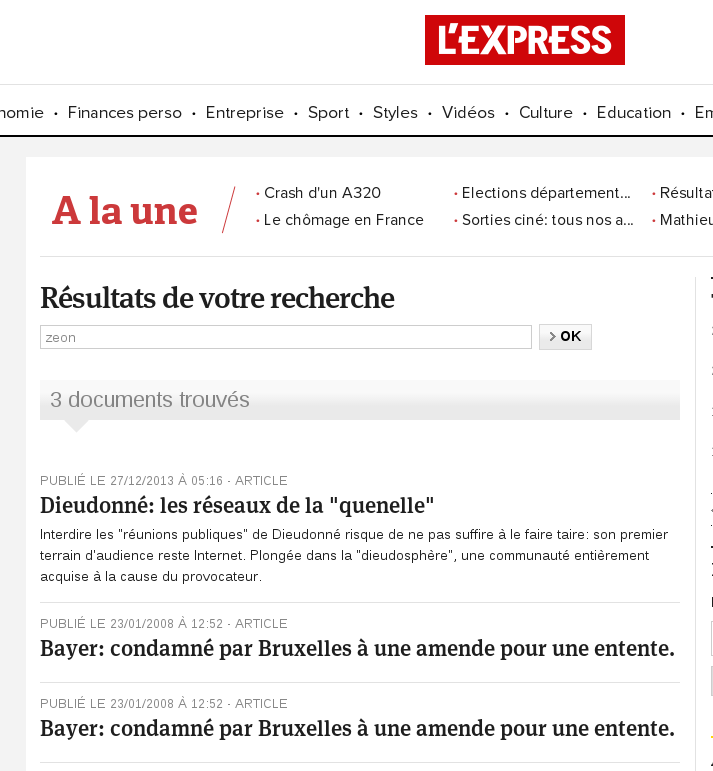 L'EXPRESS
nomie • Finances perso • Entreprise • Sport • Styles • Vidéos • Culture • Education • Em
A la une
• Crash d'un A320 • Elections département... • Résultat
• Le chômage en France • Sorties ciné: tous nos a... • Mathieu
Résultats de votre recherche
zeon OK
3 documents trouvés
PUBLIÉ LE 27/12/2013 À 05:16 - ARTICLE
Dieudonné: les réseaux de la "quenelle"
Interdire les "réunions publiques" de Dieudonné risque de ne pas suffire à le faire taire: son premier
terrain d'audience reste Internet. Plongée dans la "dieudosphère", une communauté entièrement
acquise à la cause du provocateur.
PUBLIÉ LE 23/01/2008 À 12:52 - ARTICLE
Bayer: condamné par Bruxelles à une amende pour une entente.
PUBLIÉ LE 23/01/2008 À 12:52 - ARTICLE
Bayer: condamné par Bruxelles à une amende pour une entente.